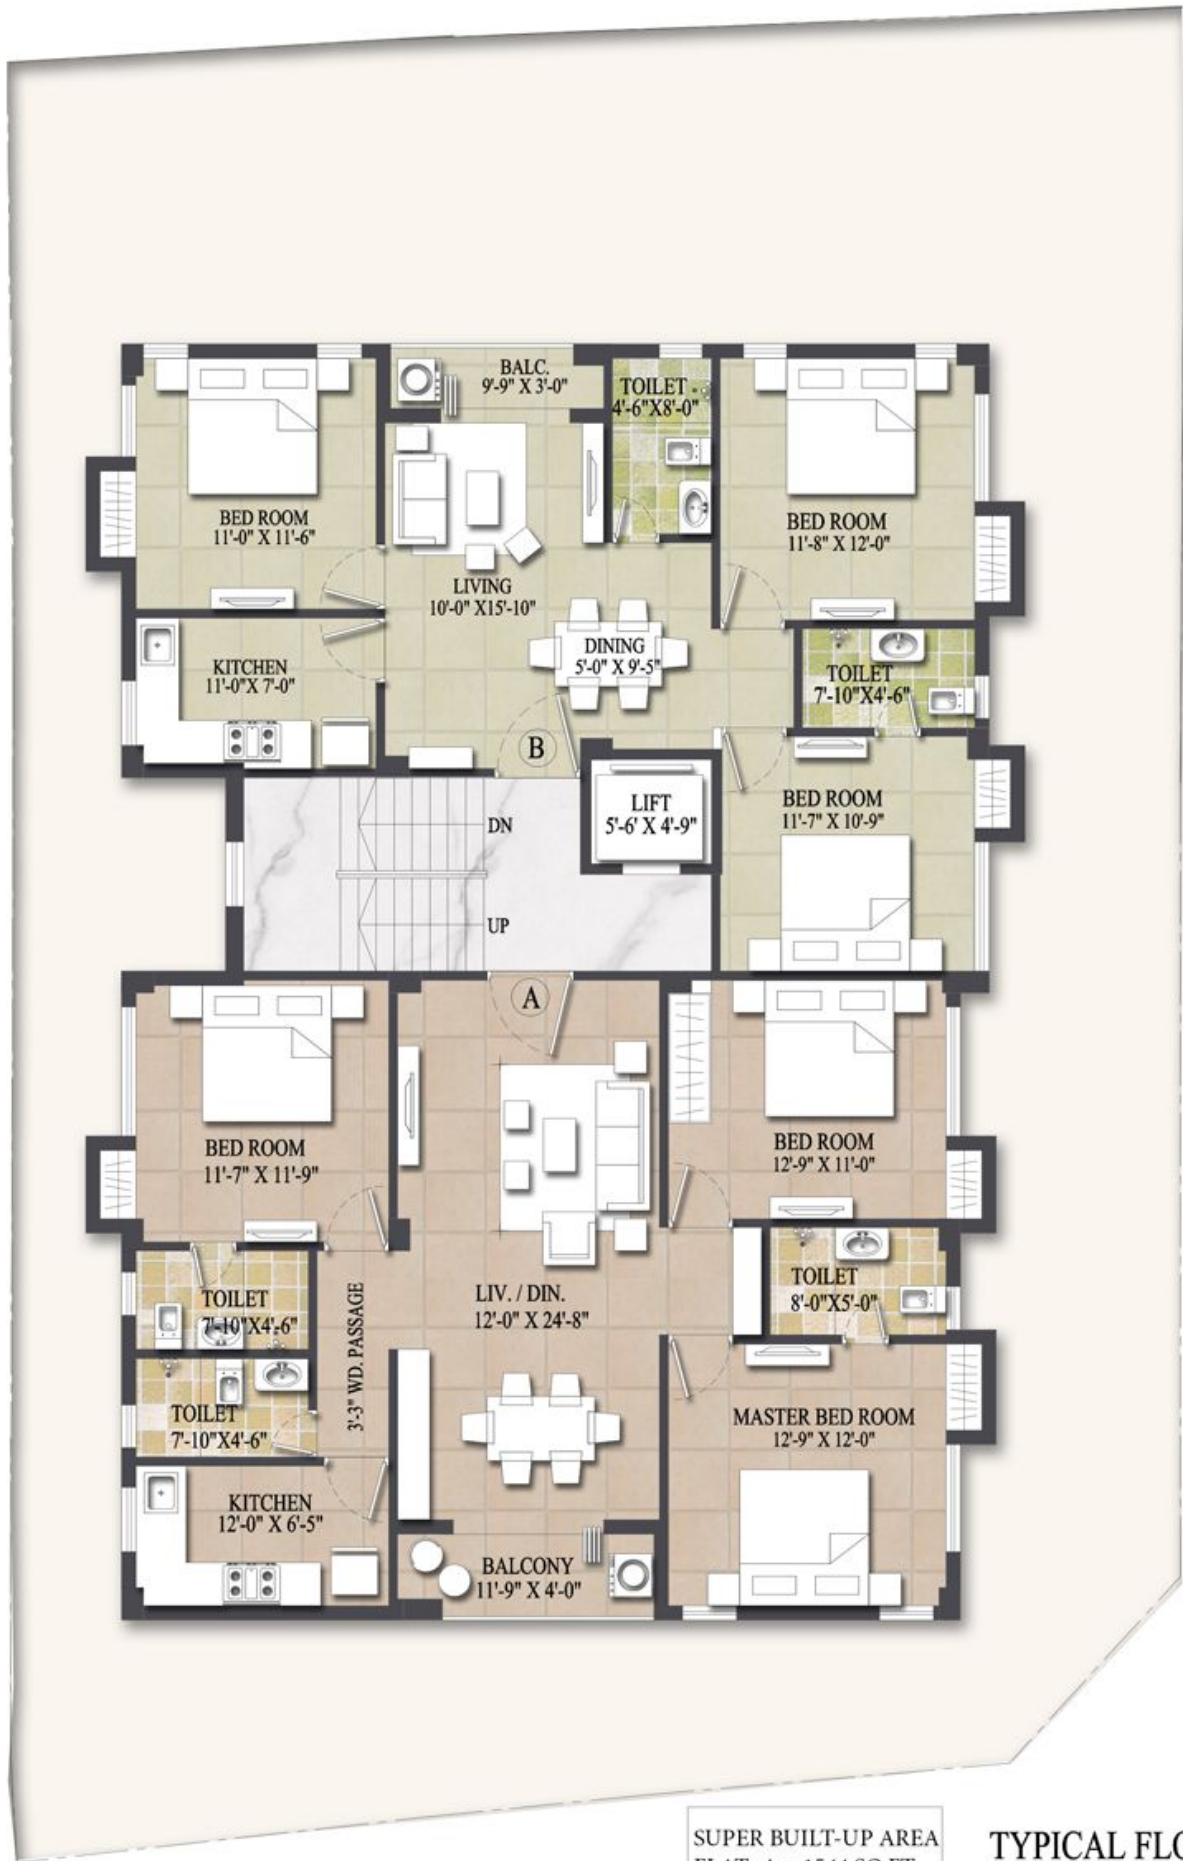 BALC.
9'-9" X 3'-0"
TOILET
4'-6"X8'-0"
BED ROOM
11'-0" X 11'-6"
BED ROOM
11'-8" X 12'-0"
LIVING
10'-0" X15'-10"
DINING
5'-0" X 9'-5"
KITCHEN
11'-0"X 7'-0"
TOILET
7'-10"X4'-6"
B
LIFT
5'-6' X 4'-9"
BED ROOM
11'-7" X 10'-9"
DN
UP
A
BED ROOM
11'-7" X 11'-9"
BED ROOM
12'-9" X 11'-0"
TOILET
7'-10"X4'-6"
3'-3" WD. PASSAGE
LIV. / DIN.
12'-0" X 24'-8"
TOILET
8'-0"X5'-0"
TOILET
7'-10"X4'-6"
MASTER BED ROOM
12'-9" X 12'-0"
KITCHEN
12'-0" X 6'-5"
BALCONY
11'-9" X 4'-0"
SUPER BUILT-UP AREA
TYPICAL